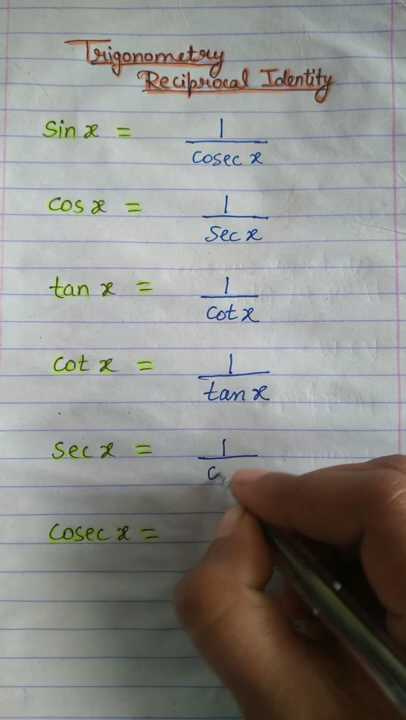 Trigonometry
Reciprocal Identity
Sin x = 1 / cosec x
cos x = 1 / Sec x
tan x = 1 / cot x
cot x = 1 / tan x
Sec x = 1 / c
Cosec x =